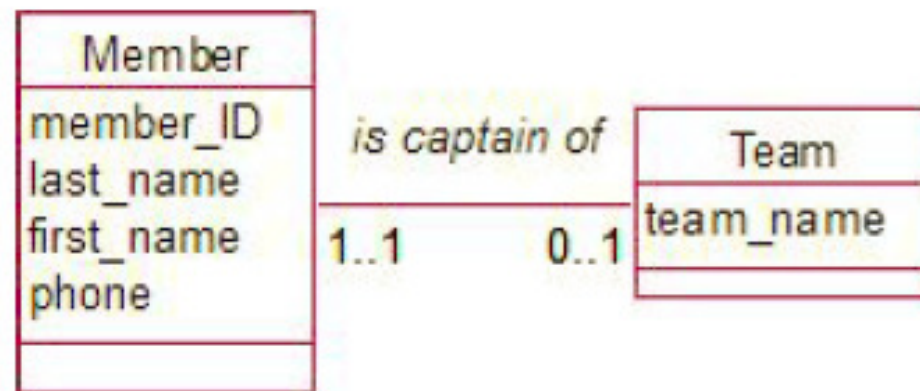 Member
member_ID
last_name
first_name
phone
is captain of
1..1
0..1
Team
team_name